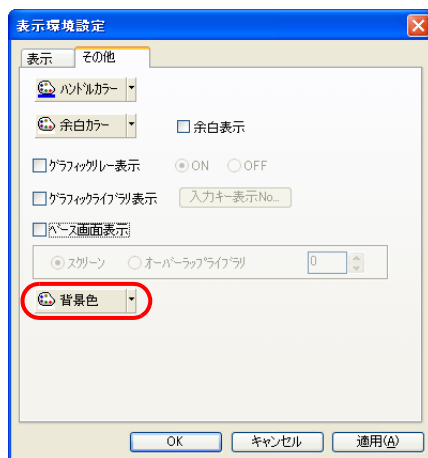 表示環境設定
表示 その他
ハンドルカラー
余白カラー 余白表示
グラフィックリレー表示 ON OFF
グラフィックライブラリ表示 入力キー表示No...
ベース画面表示
スクリーン オーバーラップライブラリ 0
背景色
OK キャンセル 適用(A)